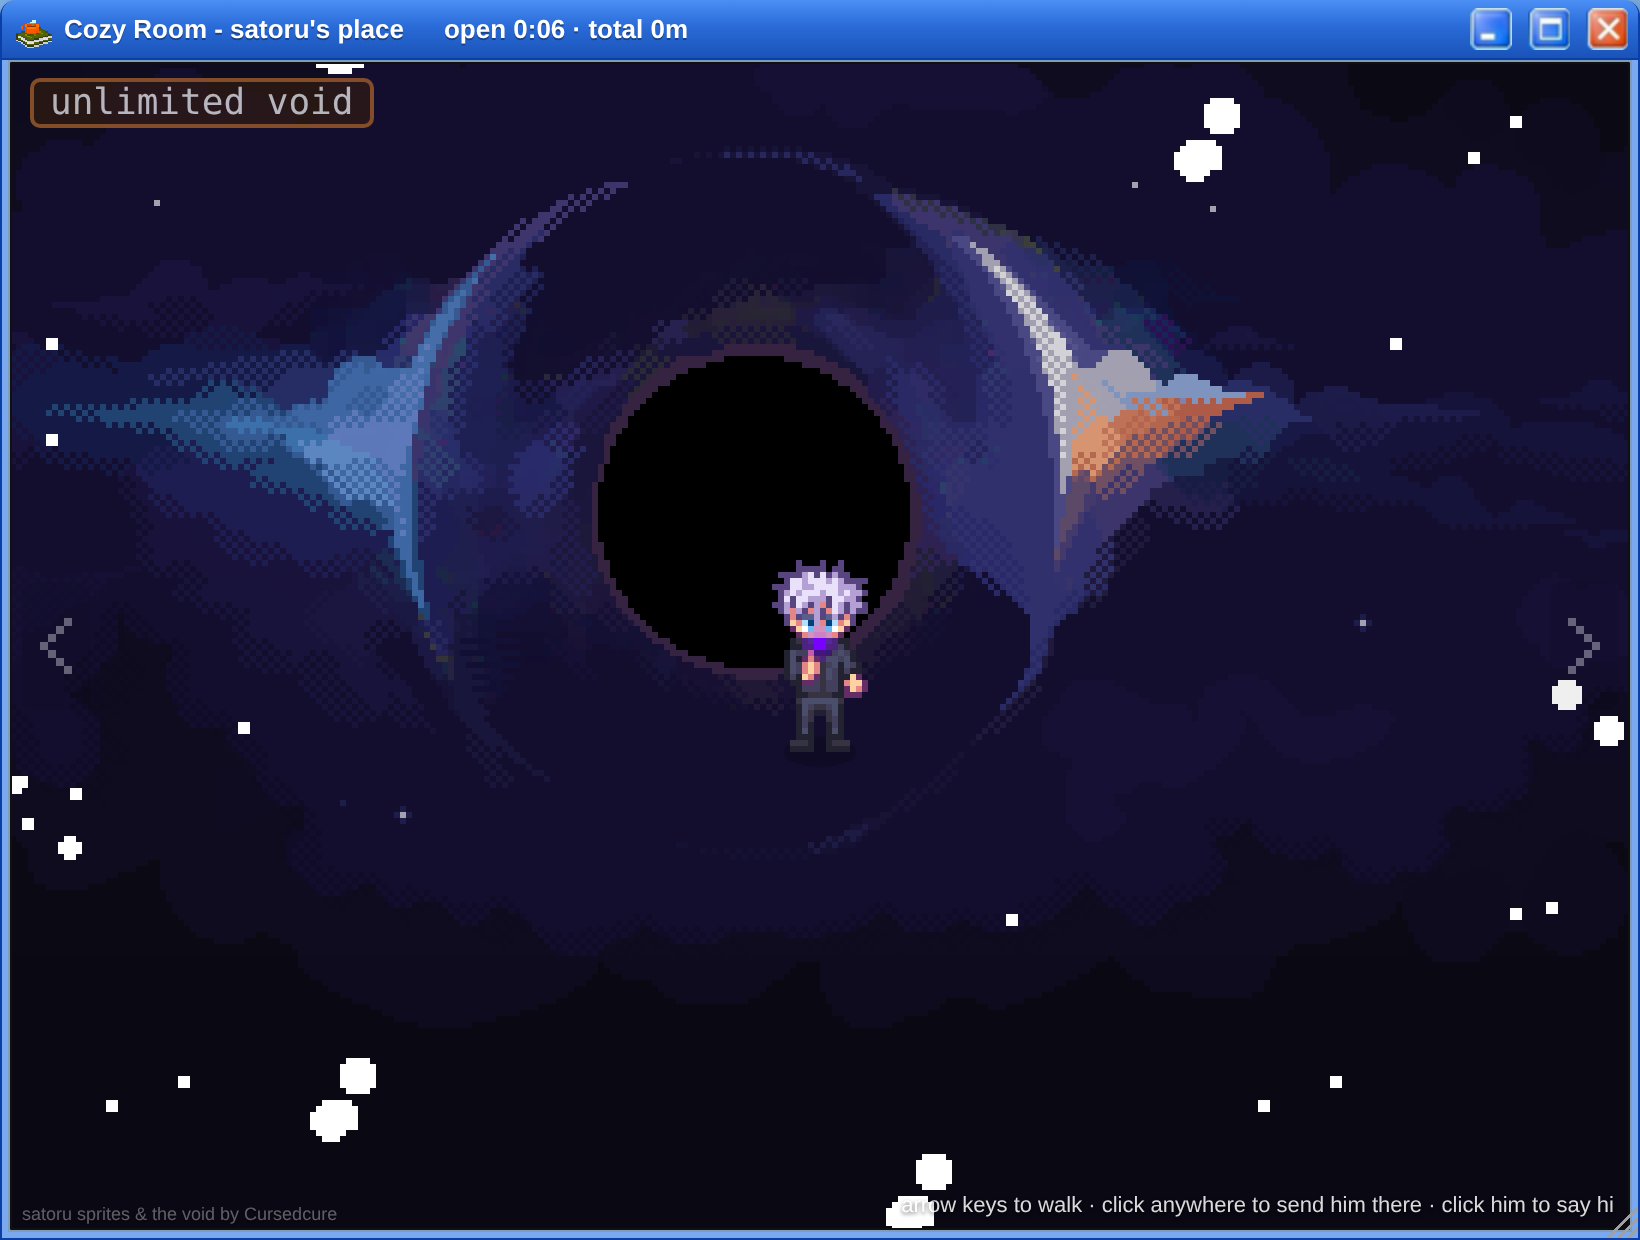 Cozy Room - satoru's place open 0:06 · total 0m
unlimited void
satoru sprites & the void by Cursedcure
arrow keys to walk · click anywhere to send him there · click him to say hi